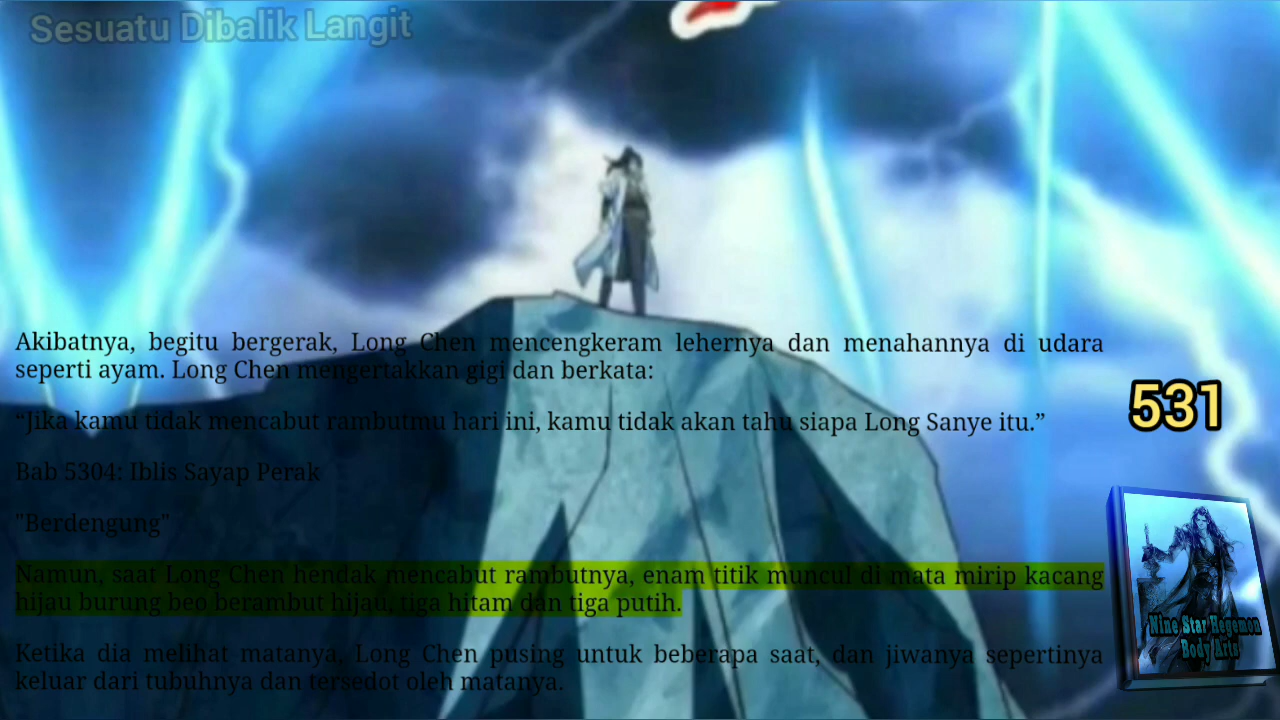 Sesuatu Dibalik Langit
Akibatnya, begitu bergerak, Long Chen mencengkeram lehernya dan menahannya di udara
seperti ayam. Long Chen mengertakkan gigi dan berkata:
“Jika kamu tidak mencabut rambutmu hari ini, kamu tidak akan tahu siapa Long Sanye itu.”
531
Bab 5304: Iblis Sayap Perak
"Berdengung"
Namun, saat Long Chen hendak mencabut rambutnya, enam titik muncul di mata mirip kacang
hijau burung beo berambut hijau, tiga hitam dan tiga putih.
Ketika dia melihat matanya, Long Chen pusing untuk beberapa saat, dan jiwanya sepertinya
keluar dari tubuhnya dan tersedot oleh matanya.
Nine Star Hegemon
Body Arts